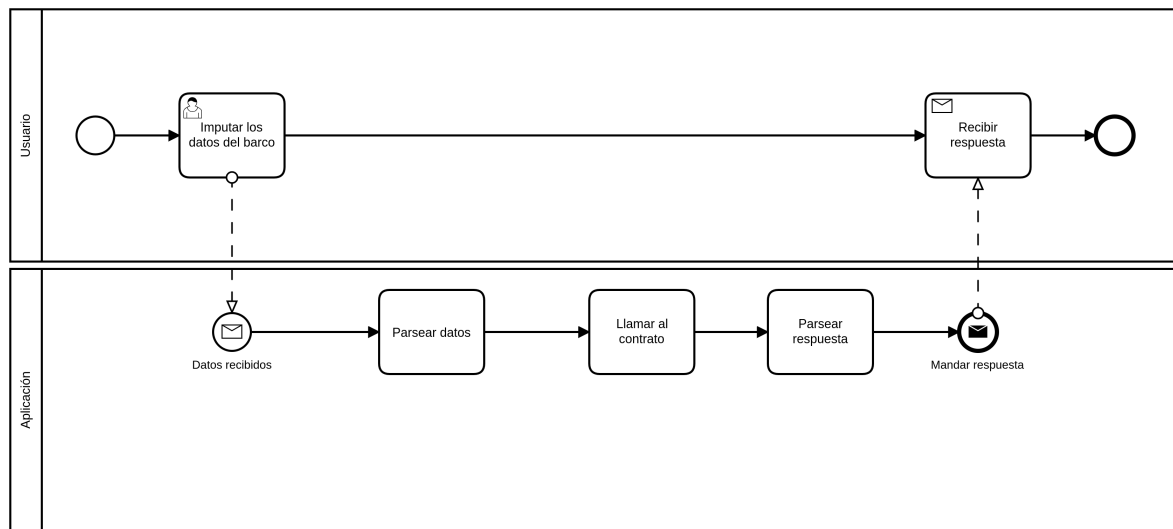 Usuario
Imputar los
datos del barco
Recibir
respuesta
Aplicación
Datos recibidos
Parsear datos
Llamar al
contrato
Parsear
respuesta
Mandar respuesta